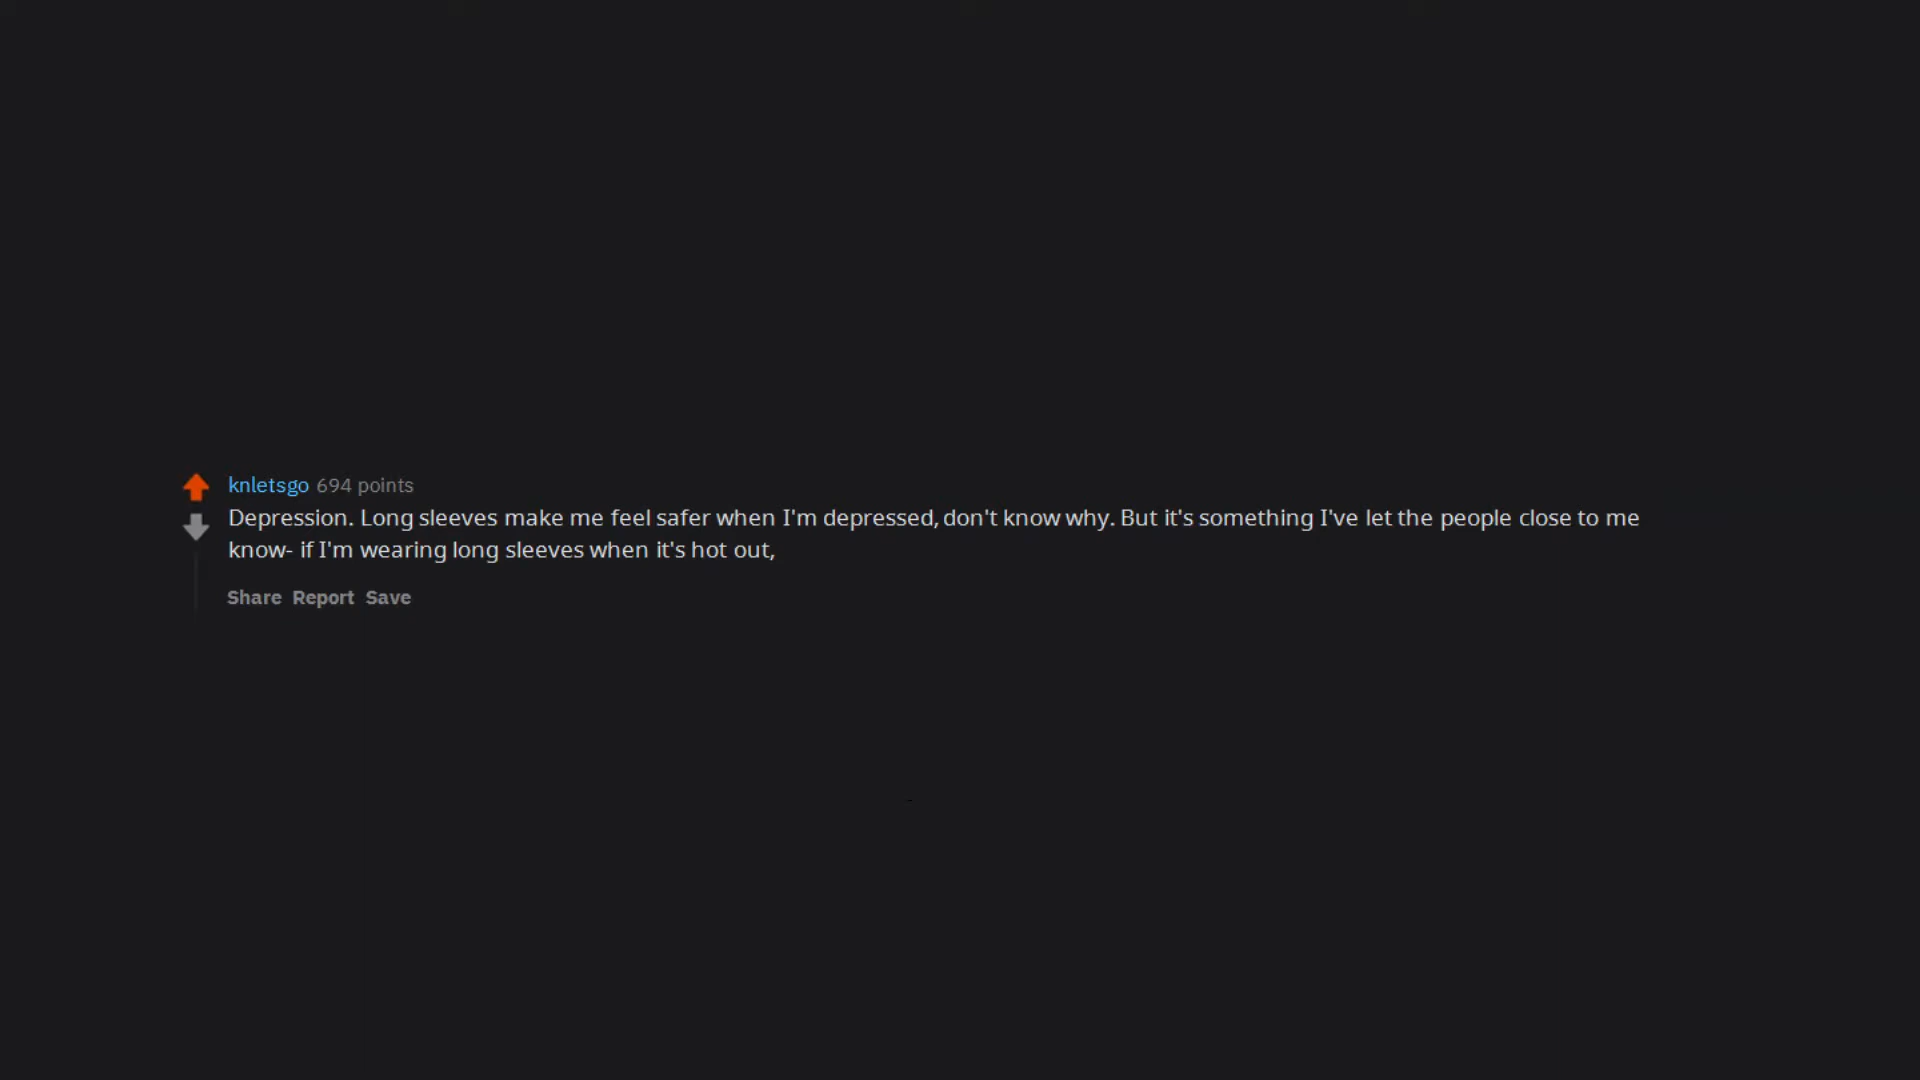 knletsgo 694 points
Depression. Long sleeves make me feel safer when I'm depressed, don't know why. But it's something I've let the people close to me
know- if I'm wearing long sleeves when it's hot out,
Share Report Save